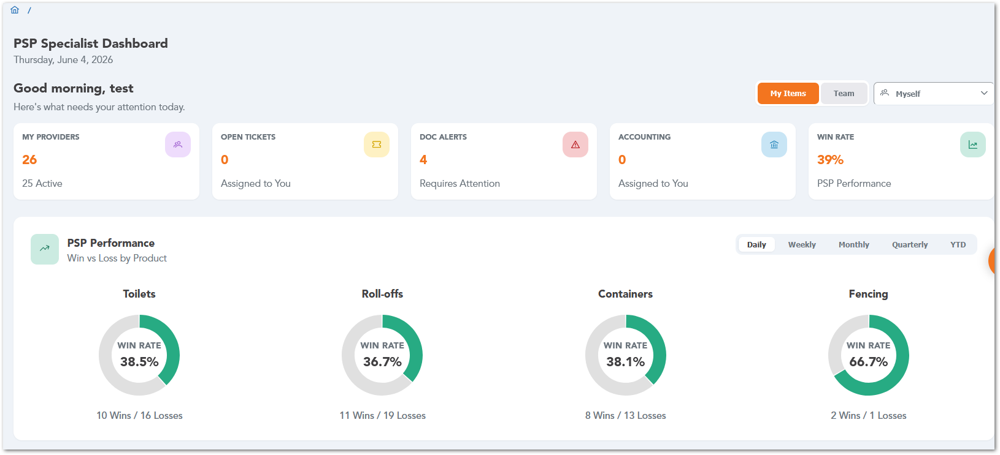 /
PSP Specialist Dashboard
Thursday, June 4, 2026
Good morning, test
Here's what needs your attention today.
My Items
Team
Myself
MY PROVIDERS
26
25 Active
OPEN TICKETS
0
Assigned to You
DOC ALERTS
4
Requires Attention
ACCOUNTING
0
Assigned to You
WIN RATE
39%
PSP Performance
PSP Performance
Win vs Loss by Product
Daily
Weekly
Monthly
Quarterly
YTD
Toilets
WIN RATE
38.5%
10 Wins / 16 Losses
Roll-offs
WIN RATE
36.7%
11 Wins / 19 Losses
Containers
WIN RATE
38.1%
8 Wins / 13 Losses
Fencing
WIN RATE
66.7%
2 Wins / 1 Losses